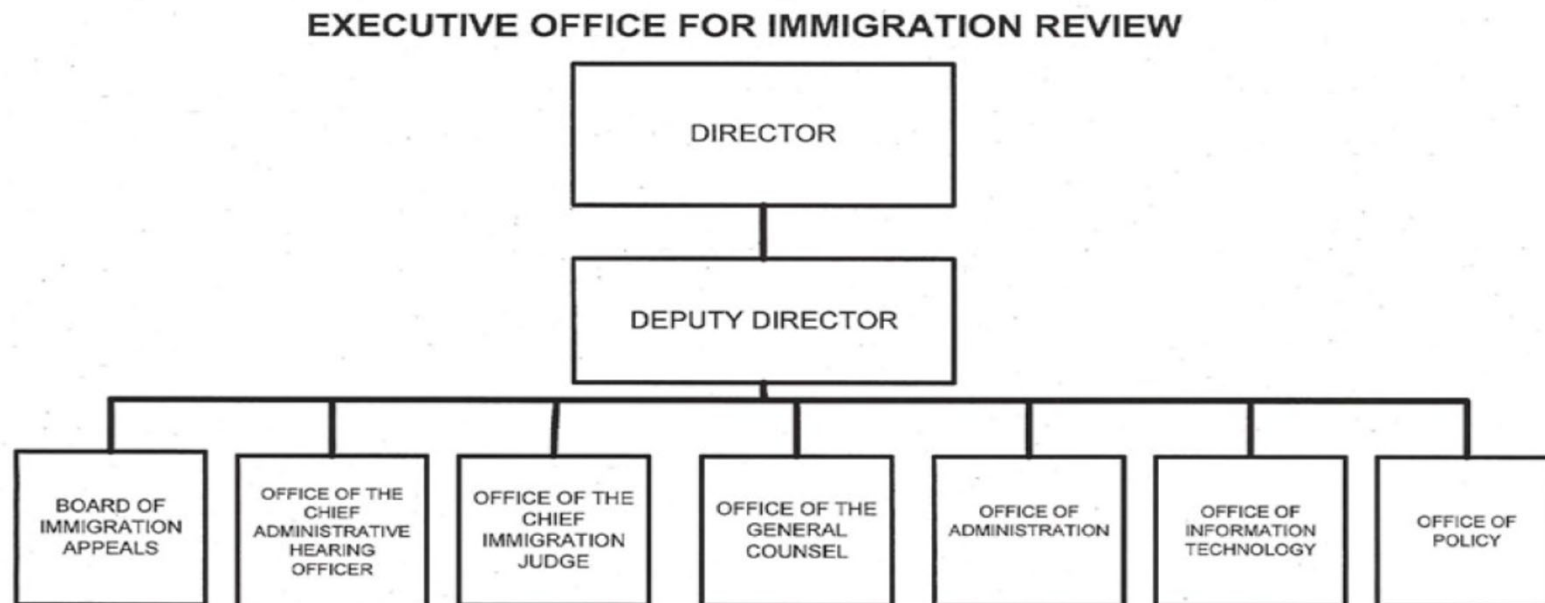 EXECUTIVE OFFICE FOR IMMIGRATION REVIEW
DIRECTOR
DEPUTY DIRECTOR
BOARD OF
IMMIGRATION
APPEALS
OFFICE OF THE
CHIEF
ADMINISTRATIVE
HEARING
OFFICER
OFFICE OF THE
CHIEF
IMMIGRATION
JUDGE
OFFICE OF THE
GENERAL
COUNSEL
OFFICE OF
ADMINISTRATION
OFFICE OF
INFORMATION
TECHNOLOGY
OFFICE OF
POLICY